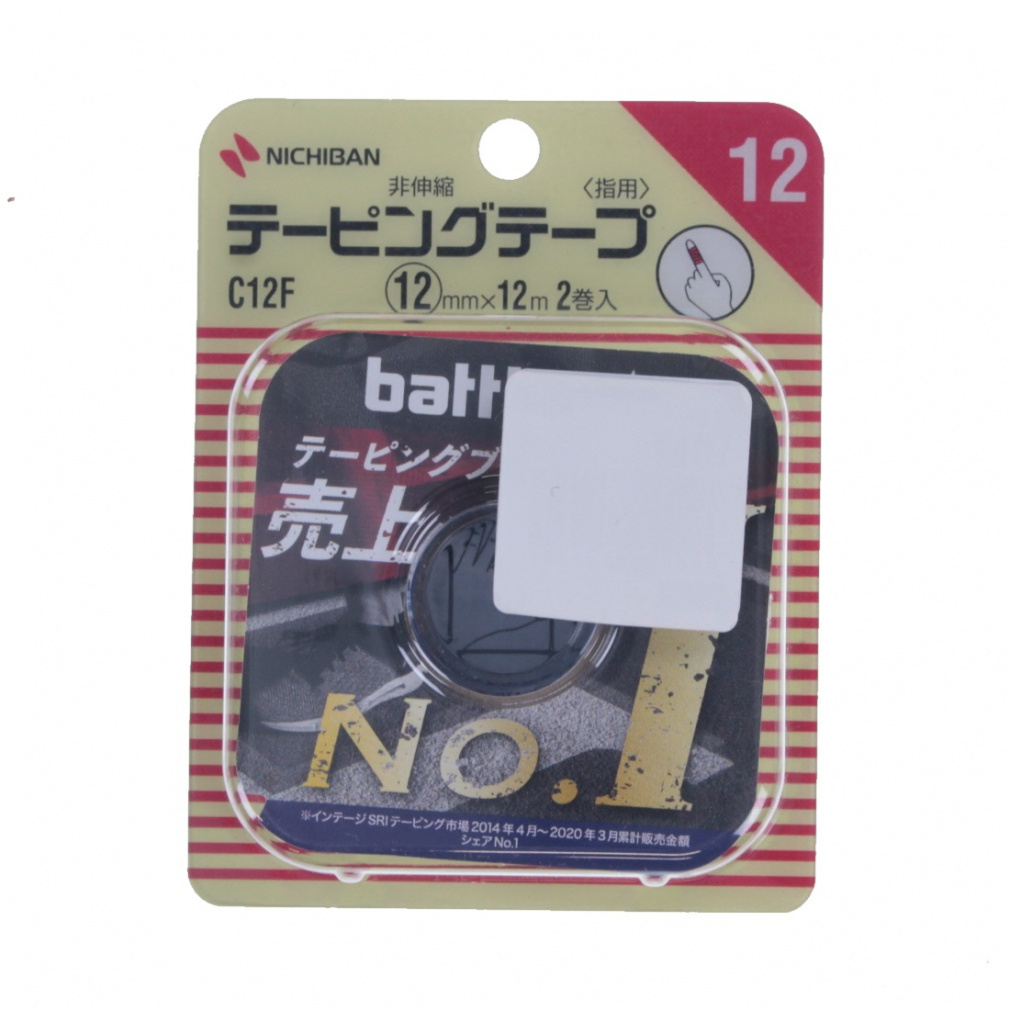 NICHIBAN
12
非伸縮 〈指用〉
テーピングテープ
C12F 12mm×12m 2巻入
テーピングブ
売上
No.1
※インテージSRIテーピング市場2014年4月〜2020年3月累計販売金額
シェアNo.1